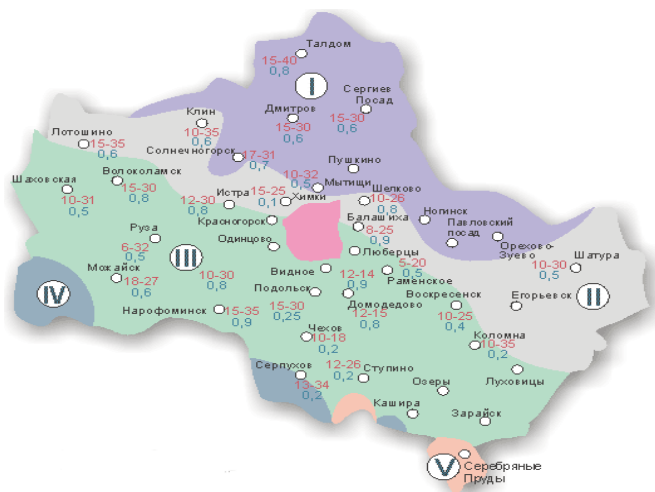 Талдом
15-40
0,8
I
Сергиев
Посад
15-30
0,6
Дмитров
15-30
0,6
Клин
10-35
0,6
Лотошино
15-35
0,6
Солнечногорск
17-31
0,7
Пушкино
Шаховская
10-31
0,5
Волоколамск
15-30
0,8
10-32
0,5
Мытищи
Щелково
10-26
0,8
Истра
12-30
0,8
15-25
0,1
Химки
Красногорск
Балашиха
8-25
0,9
Ногинск
Павловский
посад
Орехово-
Зуево
Шатура
10-30
0,5
II
Руза
6-32
0,5
III
Одинцово
Люберцы
5-20
0,5
Раменское
Можайск
18-27
0,6
10-30
0,8
Видное
12-14
0,9
Подольск
15-30
0,25
Домодедово
12-15
0,8
Воскресенск
10-25
0,4
Егорьевск
IV
Нарофоминск
15-35
0,9
Чехов
10-18
0,2
Коломна
10-35
0,2
Серпухов
13-34
0,2
12-26
0,2
Ступино
Озеры
Луховицы
Кашира
Зарайск
V
Серебряные
Пруды